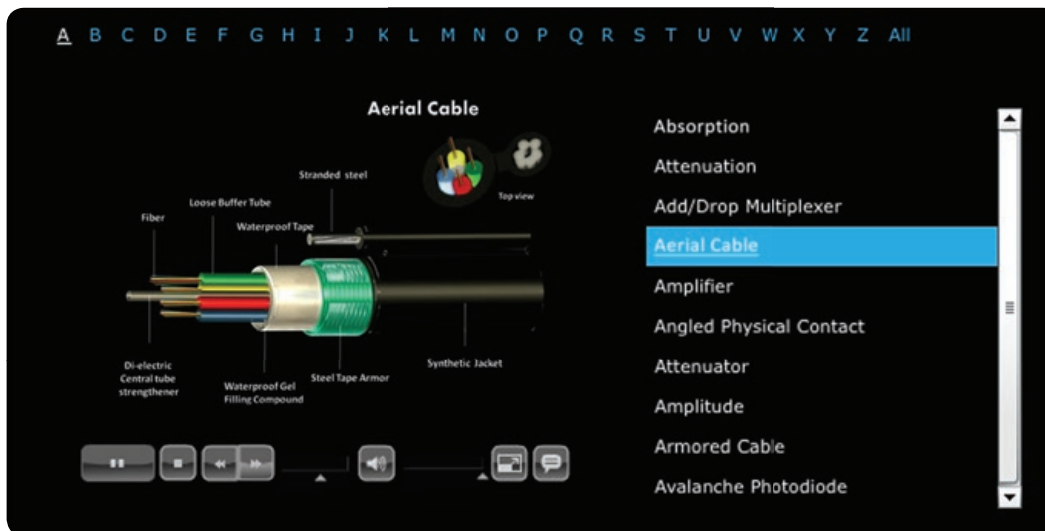 A B C D E F G H I J K L M N O P Q R S T U V W X Y Z All
Aerial Cable
Stranded steel
Top view
Loose Buffer Tube
Fiber
Waterproof Tape
Di-electric
Central tube
strengthener
Waterproof Gel
Filling Compound
Steel Tape Armor
Synthetic Jacket
Absorption
Attenuation
Add/Drop Multiplexer
Aerial Cable
Amplifier
Angled Physical Contact
Attenuator
Amplitude
Armored Cable
Avalanche Photodiode